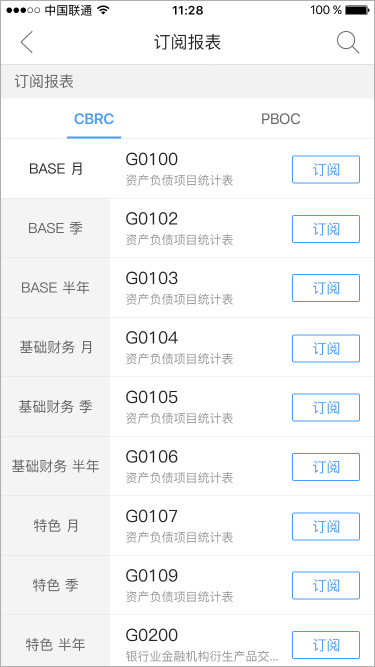 中国联通 11:28 100 %
订阅报表
订阅报表
CBRC PBOC
BASE 月 G0100 订阅
资产负债项目统计表
BASE 季 G0102 订阅
资产负债项目统计表
BASE 半年 G0103 订阅
资产负债项目统计表
基础财务 月 G0104 订阅
资产负债项目统计表
基础财务 季 G0105 订阅
资产负债项目统计表
基础财务 半年 G0106 订阅
资产负债项目统计表
特色 月 G0107 订阅
资产负债项目统计表
特色 季 G0109 订阅
资产负债项目统计表
特色 半年 G0200 订阅
银行业金融机构衍生产品交...